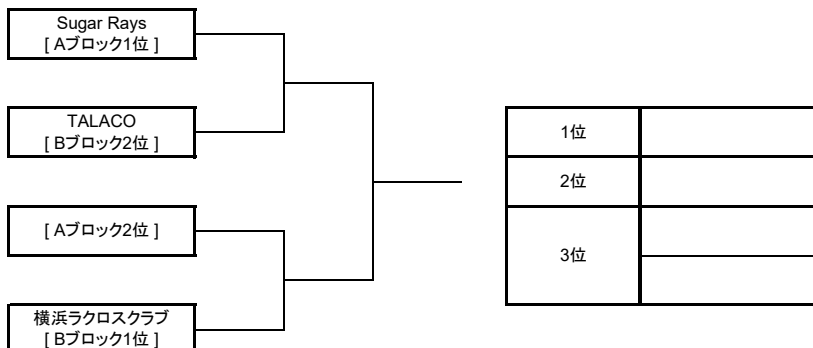 Sugar Rays
[ Aブロック1位 ]
TALACO
[ Bブロック2位 ]
[ Aブロック2位 ]
横浜ラクロスクラブ
[ Bブロック1位 ]
1位
2位
3位